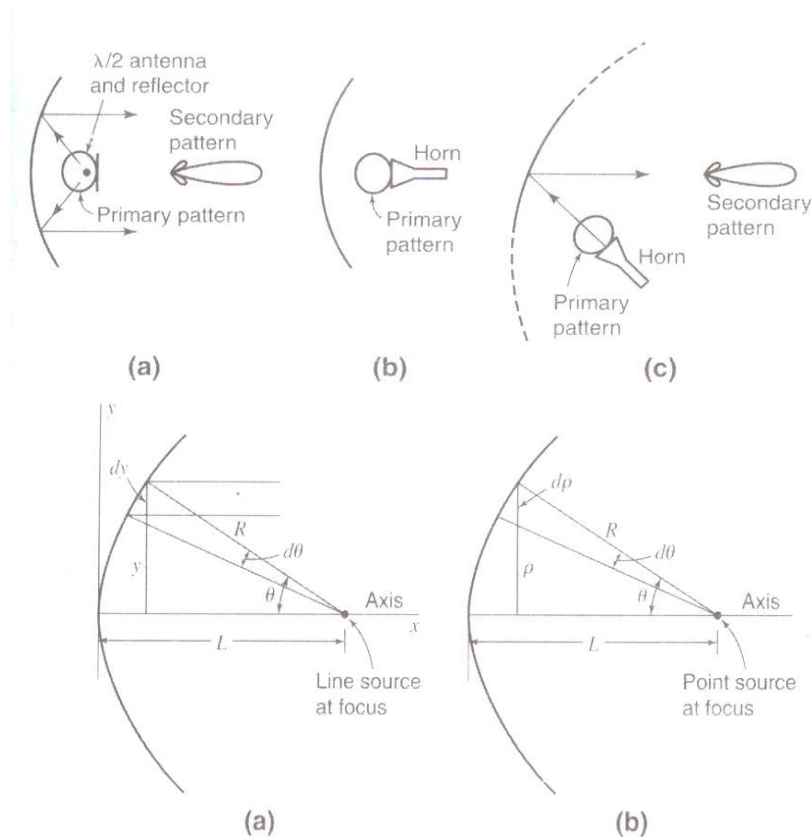 λ/2 antenna
and reflector
Secondary
pattern
Primary pattern
(a)
Horn
Primary
pattern
(b)
Secondary
pattern
Horn
Primary
pattern
(c)
y
dy
R
dθ
y
θ
Axis
x
L
Line source
at focus
(a)
dρ
R
dθ
ρ
θ
Axis
L
Point source
at focus
(b)